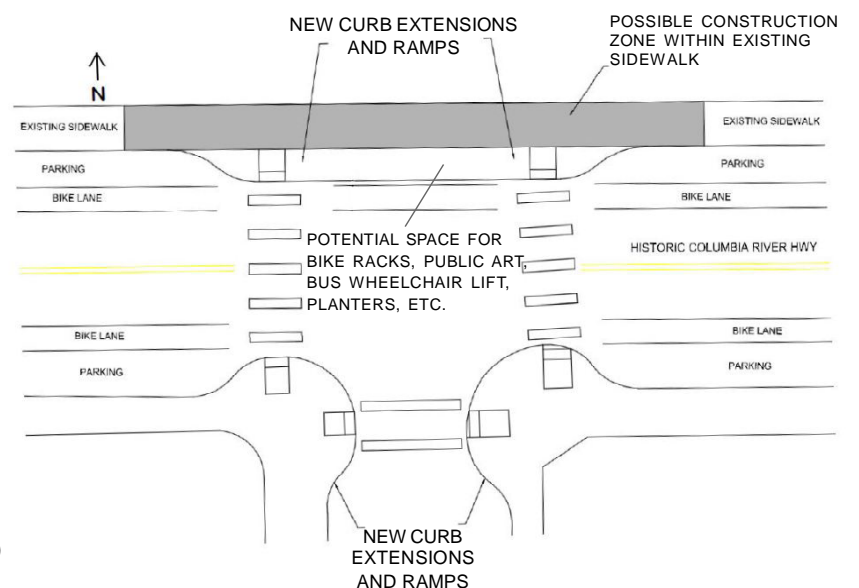 NEW CURB EXTENSIONS
AND RAMPS
POSSIBLE CONSTRUCTION
ZONE WITHIN EXISTING
SIDEWALK
N
EXISTING SIDEWALK
EXISTING SIDEWALK
PARKING
PARKING
BIKE LANE
BIKE LANE
POTENTIAL SPACE FOR
BIKE RACKS, PUBLIC ART,
BUS WHEELCHAIR LIFT,
PLANTERS, ETC.
HISTORIC COLUMBIA RIVER HWY
BIKE LANE
BIKE LANE
PARKING
PARKING
NEW CURB
EXTENSIONS
AND RAMPS